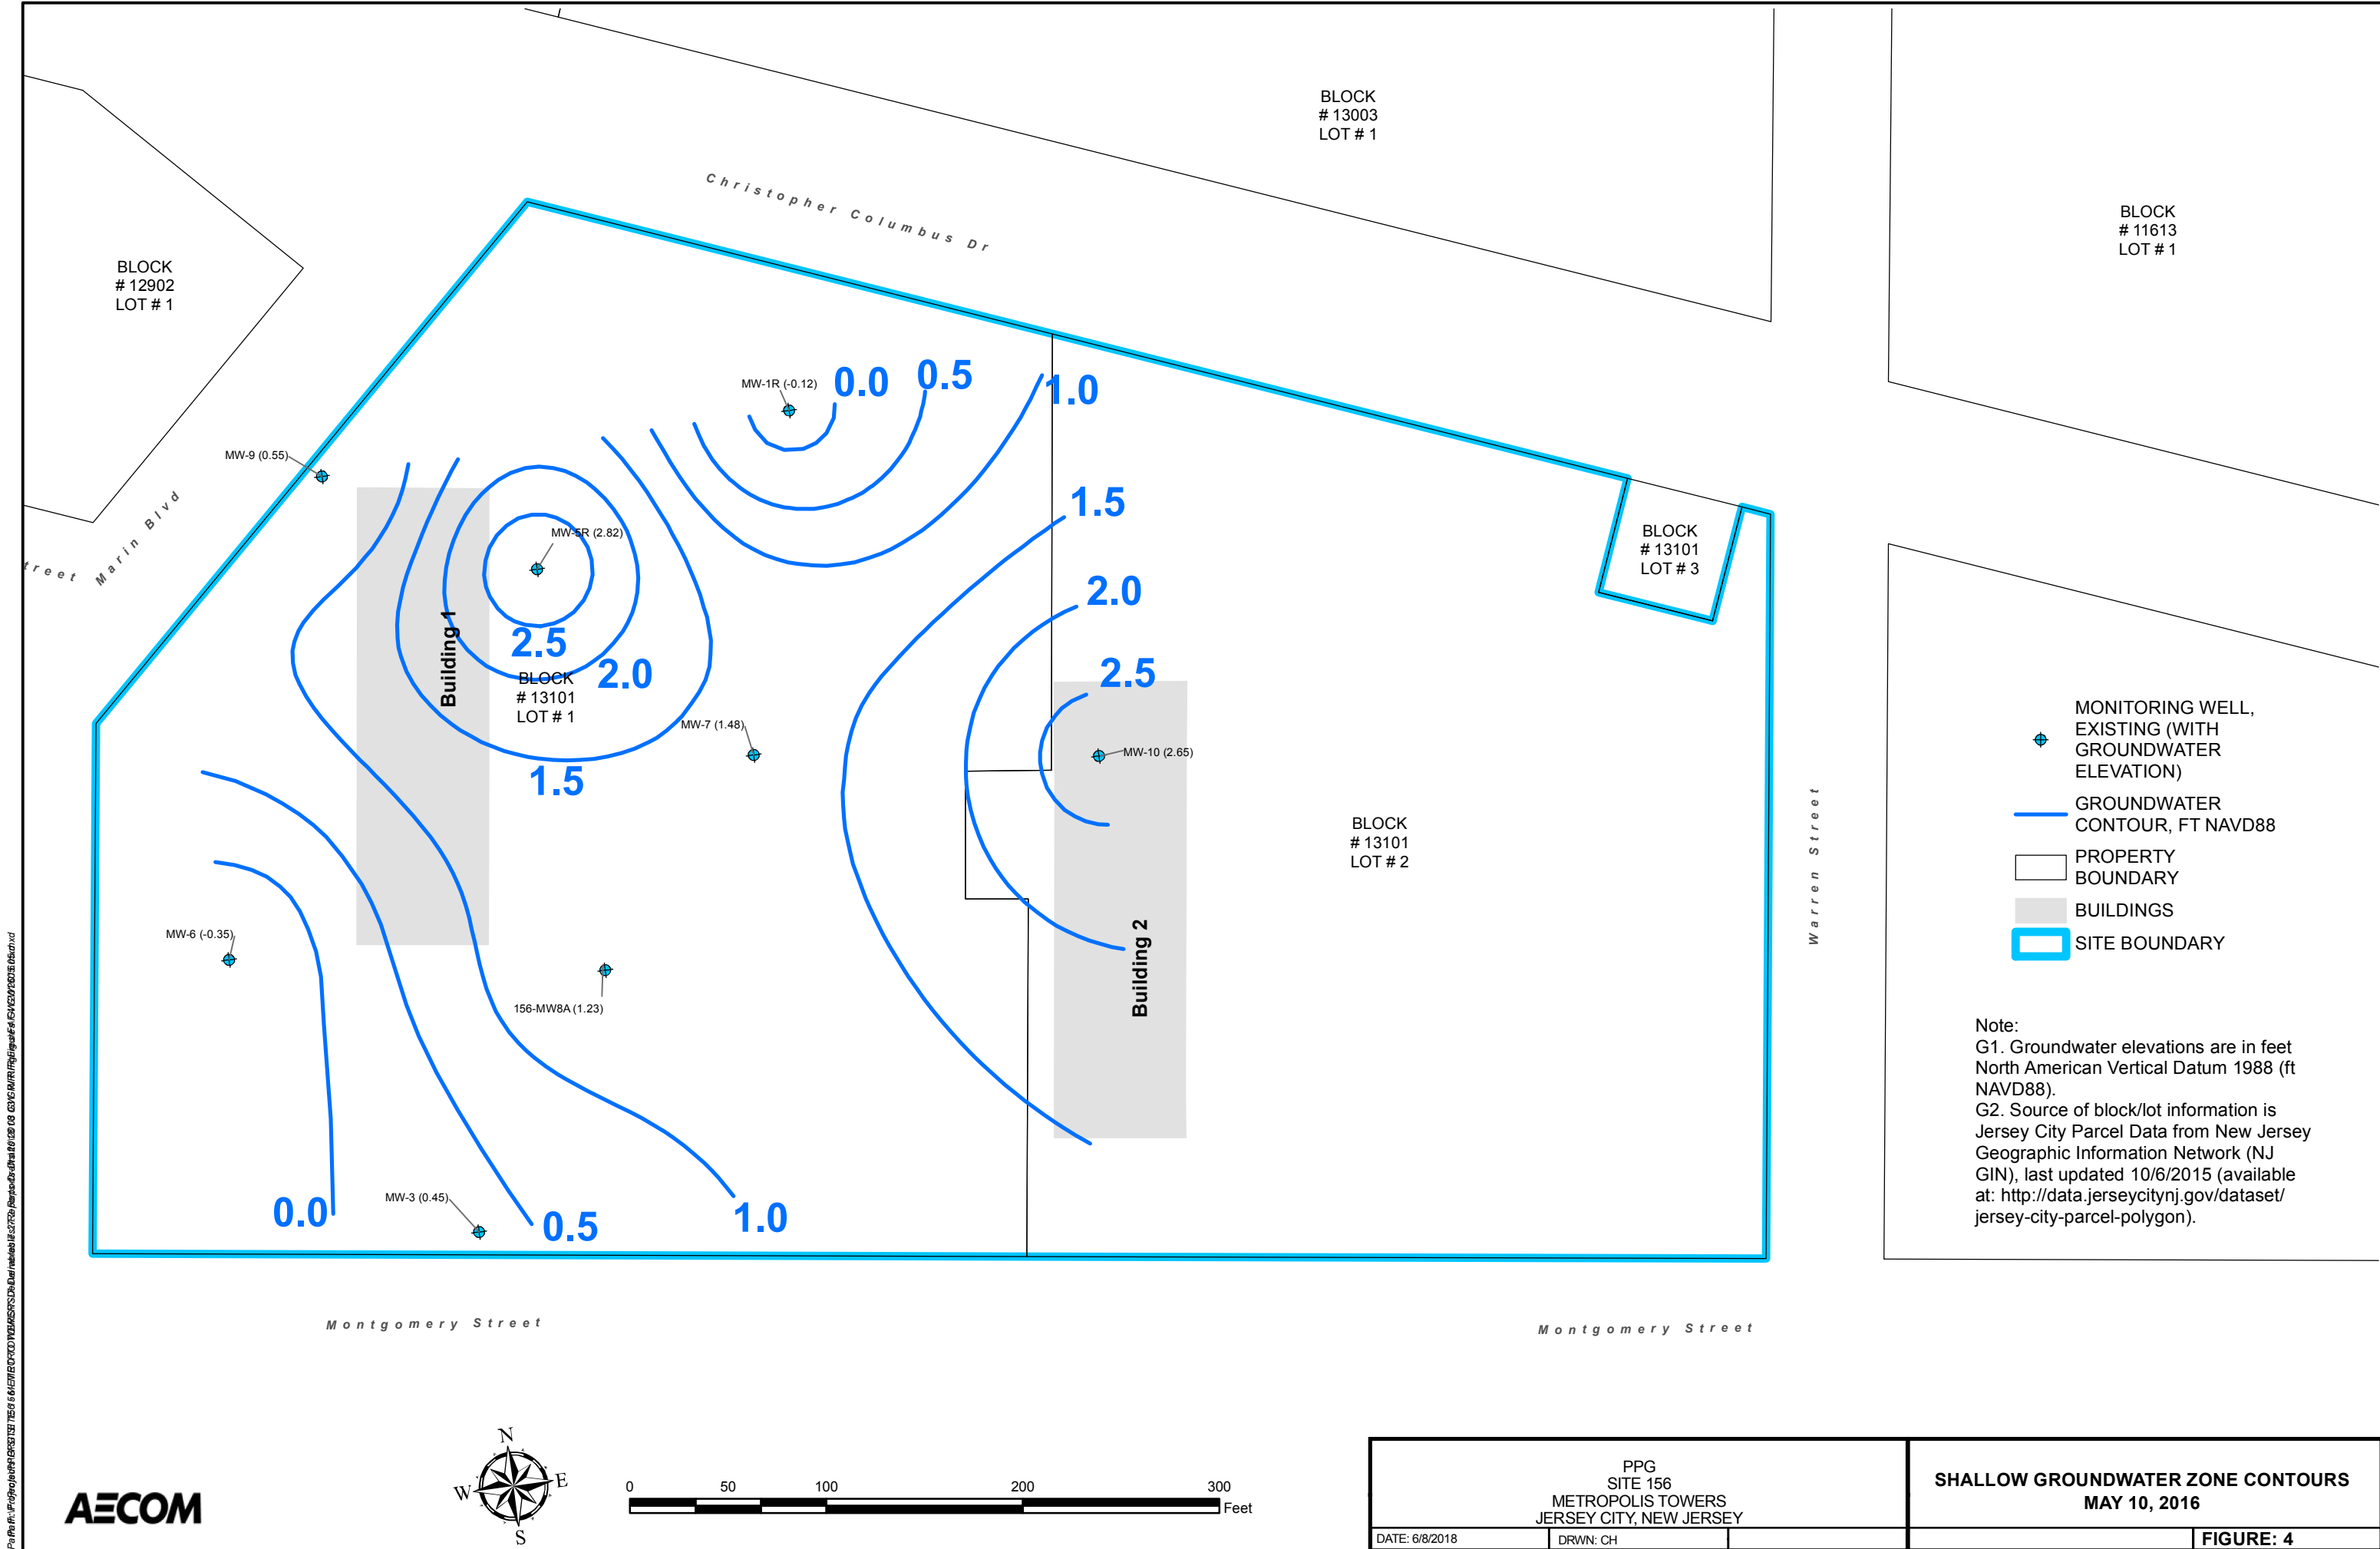 BLOCK
# 13003
LOT # 1
BLOCK
# 11613
LOT # 1
BLOCK
# 12902
LOT # 1
Christopher Columbus Dr
MW-1R (-0.12)
0.0
0.5
1.0
MW-9 (0.55)
Marin Blvd
treet
MW-5R (2.82)
1.5
BLOCK
# 13101
LOT # 3
2.0
2.5
Building 1
2.5
2.0
BLOCK
# 13101
LOT # 1
MW-7 (1.48)
MW-10 (2.65)
1.5
BLOCK
# 13101
LOT # 2
Warren Street
MW-6 (-0.35)
Building 2
156-MW8A (1.23)
MW-3 (0.45)
0.0
0.5
1.0
Montgomery Street
Montgomery Street
MONITORING WELL,
EXISTING (WITH
GROUNDWATER
ELEVATION)
GROUNDWATER
CONTOUR, FT NAVD88
PROPERTY
BOUNDARY
BUILDINGS
SITE BOUNDARY
Note:
G1. Groundwater elevations are in feet
North American Vertical Datum 1988 (ft
NAVD88).
G2. Source of block/lot information is
Jersey City Parcel Data from New Jersey
Geographic Information Network (NJ
GIN), last updated 10/6/2015 (available
at: http://data.jerseycitynj.gov/dataset/
jersey-city-parcel-polygon).
AECOM
N
W
E
S
0 50 100 200 300
Feet
PPG
SITE 156
METROPOLIS TOWERS
JERSEY CITY, NEW JERSEY
DATE: 6/8/2018
DRWN: CH
SHALLOW GROUNDWATER ZONE CONTOURS
MAY 10, 2016
FIGURE: 4